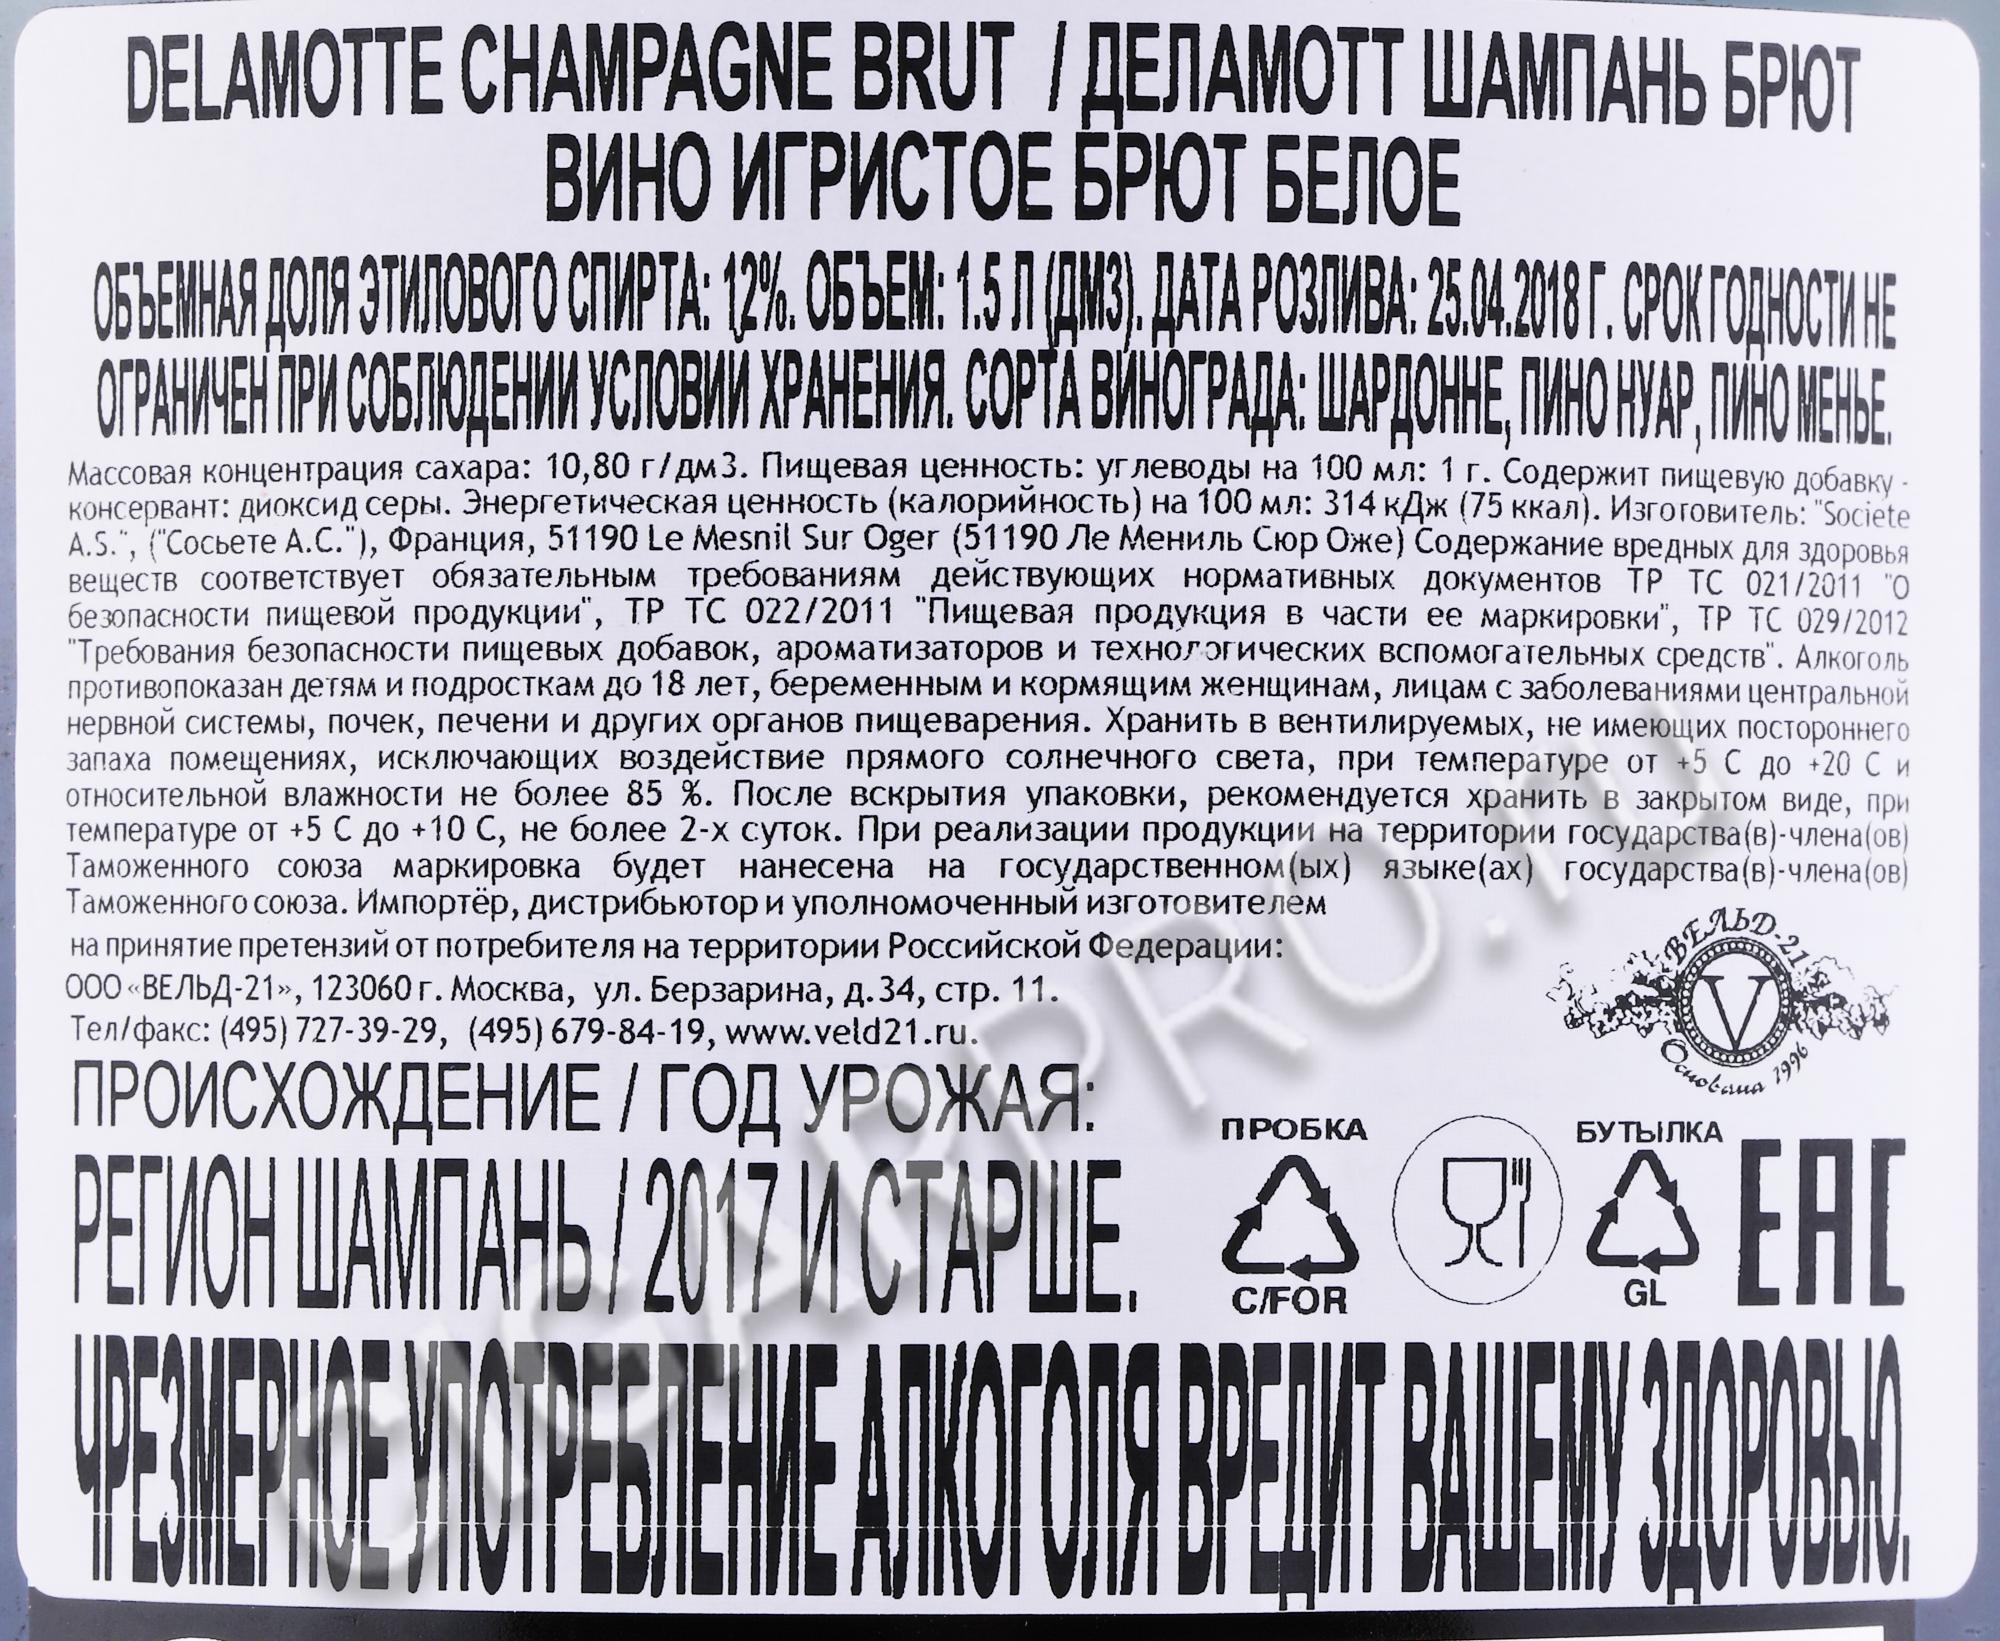 DELAMOTTE CHAMPAGNE BRUT / ДЕЛАМОТТ ШАМПАНЬ БРЮТ
ВИНО ИГРИСТОЕ БРЮТ БЕЛОЕ
ОБЪЕМНАЯ ДОЛЯ ЭТИЛОВОГО СПИРТА: 12%. ОБЪЕМ: 1.5 Л (ДМ3). ДАТА РОЗЛИВА: 25.04.2018 Г. СРОК ГОДНОСТИ НЕ
ОГРАНИЧЕН ПРИ СОБЛЮДЕНИИ УСЛОВИЙ ХРАНЕНИЯ. СОРТА ВИНОГРАДА: ШАРДОННЕ, ПИНО НУАР, ПИНО МЕНЬЕ.
Массовая концентрация сахара: 10,80 г/дм3. Пищевая ценность: углеводы на 100 мл: 1 г. Содержит пищевую добавку -
консервант: диоксид серы. Энергетическая ценность (калорийность) на 100 мл: 314 кДж (75 ккал). Изготовитель: "Societe
A.S.", ("Сосьете А.С."), Франция, 51190 Le Mesnil Sur Oger (51190 Ле Мениль Сюр Оже) Содержание вредных для здоровья
веществ соответствует обязательным требованиям действующих нормативных документов ТР ТС 021/2011 "О
безопасности пищевой продукции", ТР ТС 022/2011 "Пищевая продукция в части ее маркировки", ТР ТС 029/2012
"Требования безопасности пищевых добавок, ароматизаторов и технологических вспомогательных средств". Алкоголь
противопоказан детям и подросткам до 18 лет, беременным и кормящим женщинам, лицам с заболеваниями центральной
нервной системы, почек, печени и других органов пищеварения. Хранить в вентилируемых, не имеющих постороннего
запаха помещениях, исключающих воздействие прямого солнечного света, при температуре от +5 С до +20 С и
относительной влажности не более 85 %. После вскрытия упаковки, рекомендуется хранить в закрытом виде, при
температуре от +5 С до +10 С, не более 2-х суток. При реализации продукции на территории государства(в)-члена(ов)
Таможенного союза маркировка будет нанесена на государственном(ых) языке(ах) государства(в)-члена(ов)
Таможенного союза. Импортёр, дистрибьютор и уполномоченный изготовителем
на принятие претензий от потребителя на территории Российской Федерации:
ООО «ВЕЛЬД-21», 123060 г. Москва, ул. Берзарина, д.34, стр. 11.
Тел/факс: (495) 727-39-29, (495) 679-84-19, www.veld21.ru.
ВЕЛЬД-21
V
Основана 1996
ПРОИСХОЖДЕНИЕ / ГОД УРОЖАЯ:
РЕГИОН ШАМПАНЬ / 2017 И СТАРШЕ.
ПРОБКА
C/FOR
БУТЫЛКА
GL
EAC
ЧРЕЗМЕРНОЕ УПОТРЕБЛЕНИЕ АЛКОГОЛЯ ВРЕДИТ ВАШЕМУ ЗДОРОВЬЮ.
CIGARPRO.ru